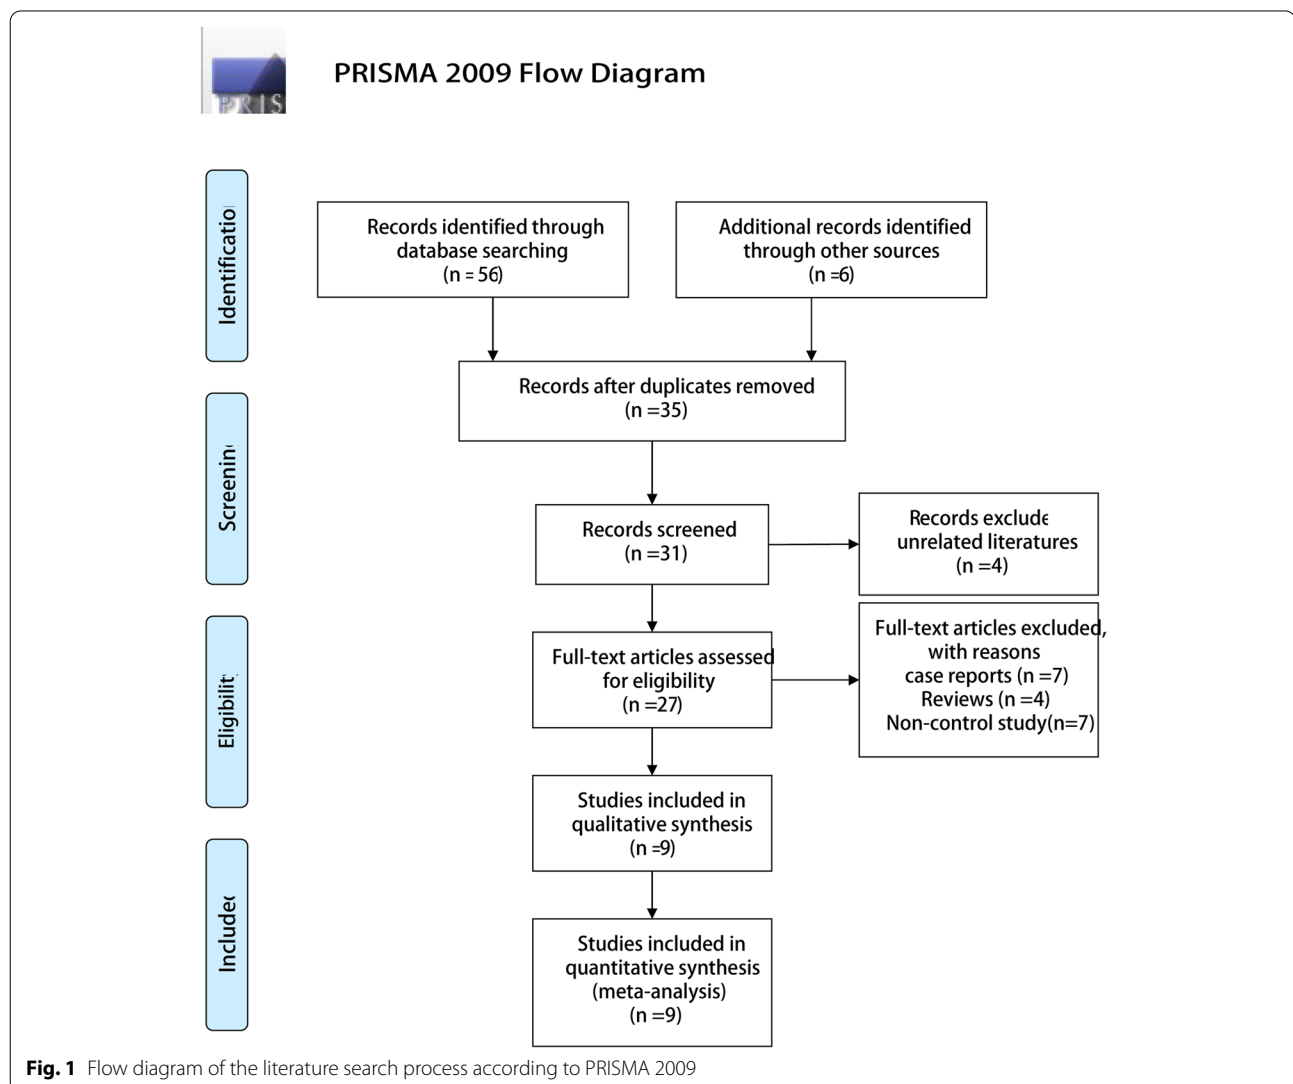 PRIS
PRISMA 2009 Flow Diagram
Identificatio
Records identified through
database searching
(n = 56)
Additional records identified
through other sources
(n =6)
Records after duplicates removed
(n =35)
Screenin
Records screened
(n =31)
Records exclude
unrelated literatures
(n =4)
Eligibilit
Full-text articles assessed
for eligibility
(n =27)
Full-text articles excluded,
with reasons
case reports (n =7)
Reviews (n =4)
Non-control study(n=7)
Studies included in
qualitative synthesis
(n =9)
Include
Studies included in
quantitative synthesis
(meta-analysis)
(n =9)
Fig. 1 Flow diagram of the literature search process according to PRISMA 2009